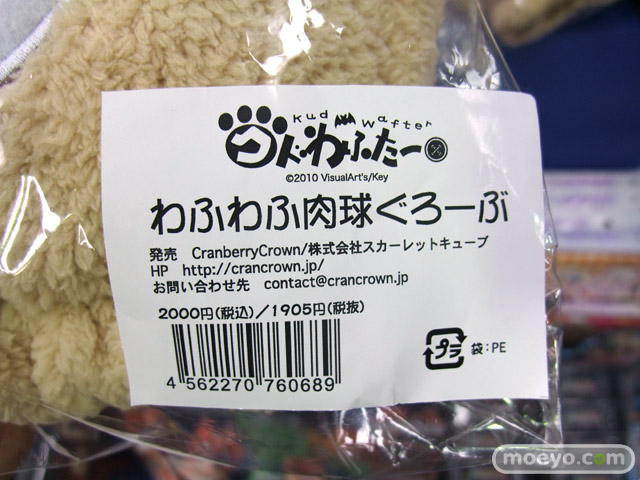 kud wafter
クド・わふたー
©2010 VisualArt's/Key
わふわふ肉球ぐろーぶ
発売 CranberryCrown/株式会社スカーレットキューブ
HP http://crancrown.jp/
お問い合わせ先 contact@crancrown.jp
2000円(税込)/1905円(税抜)
4 562270 760689
プラ 袋:PE
moeyo.com